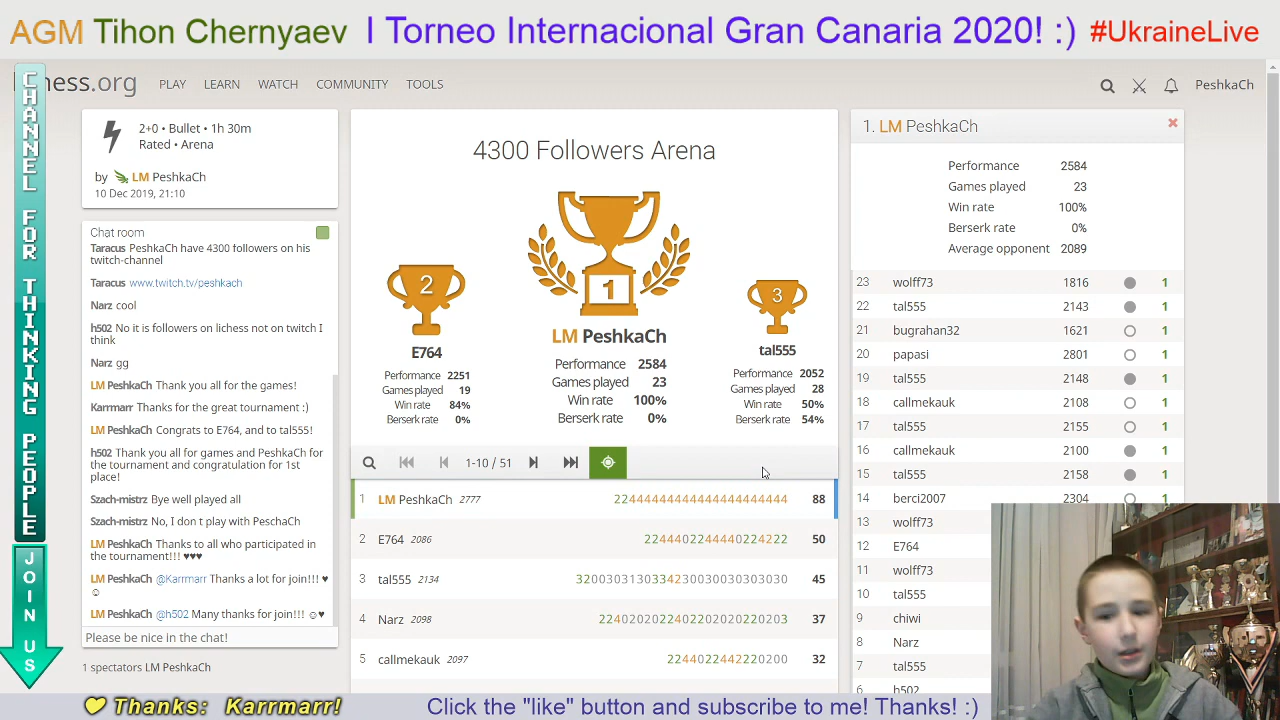 AGM Tihon Chernyaev I Torneo Internacional Gran Canaria 2020! :) #UkraineLive
CHANNEL FOR THINKING PEOPLE
JOIN US
hess.org PLAY LEARN WATCH COMMUNITY TOOLS PeshkaCh
2+0 • Bullet • 1h 30m
Rated • Arena
by LM PeshkaCh
10 Dec 2019, 21:10
Chat room
Taracus PeshkaCh have 4300 followers on his
twitch-channel
Taracus www.twitch.tv/peshkach
Narz cool
h502 No it is followers on lichess not on twitch I
think
Narz gg
LM PeshkaCh Thank you all for the games!
Karrmarr Thanks for the great tournament :)
LM PeshkaCh Congrats to E764, and to tal555!
h502 Thank you all for games and PeshkaCh for
the tournament and congratulation for 1st
place!
Szach-mistrz Bye well played all
Szach-mistrz No, I don t play with PeschaCh
LM PeshkaCh Thanks to all who participated in
the tournament!!! ♥♥♥
LM PeshkaCh @Karrmarr Thanks a lot for join!!! ♥
☺
LM PeshkaCh @h502 Many thanks for join!!! ☺♥
Please be nice in the chat!
1 spectators LM PeshkaCh
4300 Followers Arena
2
E764
Performance 2251
Games played 19
Win rate 84%
Berserk rate 0%
1
LM PeshkaCh
Performance 2584
Games played 23
Win rate 100%
Berserk rate 0%
3
tal555
Performance 2052
Games played 28
Win rate 50%
Berserk rate 54%
1-10 / 51
1 LM PeshkaCh 2777 88
2 E764 2086 50
3 tal555 2134 45
4 Narz 2098 37
5 callmekauk 2097 32
1. LM PeshkaCh
Performance 2584
Games played 23
Win rate 100%
Berserk rate 0%
Average opponent 2089
23 wolff73 1816 1
22 tal555 2143 1
21 bugrahan32 1621 1
20 papasi 2801 1
19 tal555 2148 1
18 callmekauk 2108 1
17 tal555 2155 1
16 callmekauk 2108 1
15 tal555 2158 1
14 berci2007 2304 1
13 wolff73
12 E764
11 wolff73
10 tal555
9 chiwi
8 Narz
7 tal555
6 h502
Thanks: Karrmarr!
Click the "like" button and subscribe to me! Thanks! :)